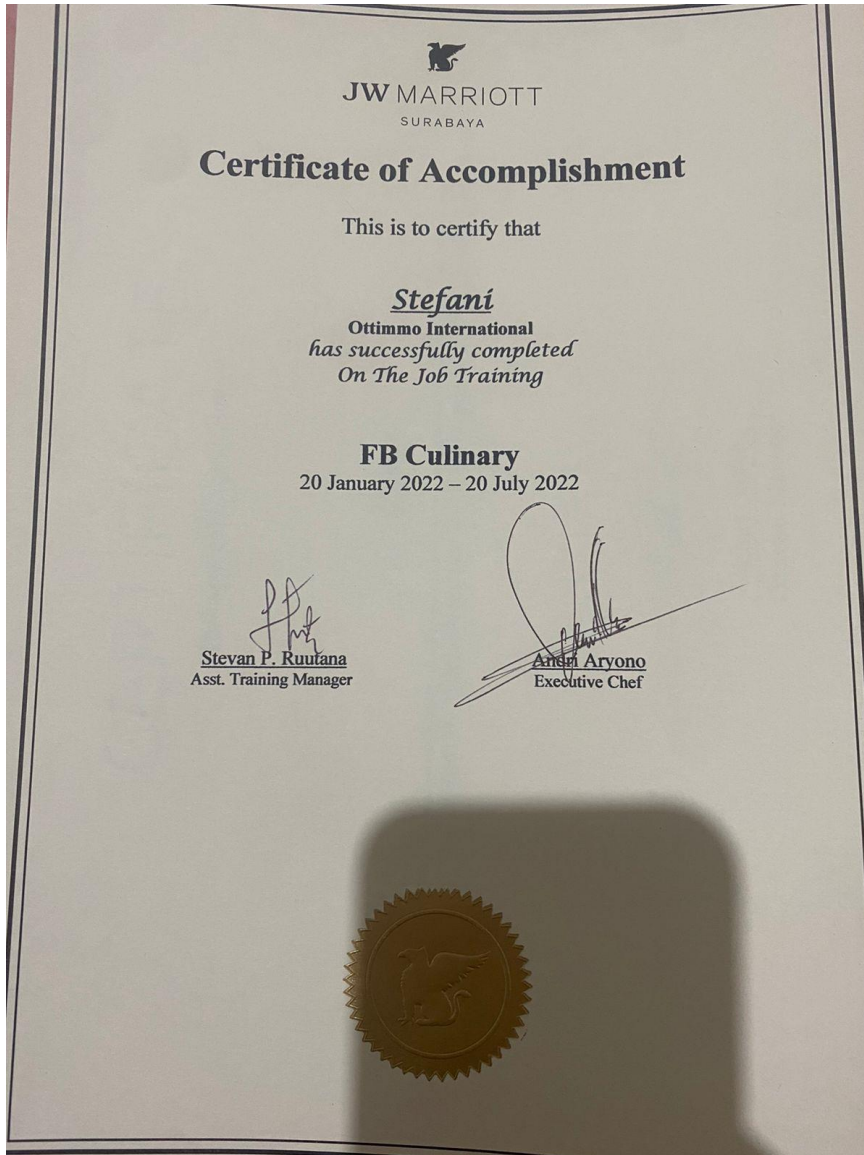 JW MARRIOTT
SURABAYA
Certificate of Accomplishment
This is to certify that
Stefani
Ottimmo International
has successfully completed
On The Job Training
FB Culinary
20 January 2022 – 20 July 2022
Stevan P. Ruutana
Asst. Training Manager
Andri Aryono
Executive Chef